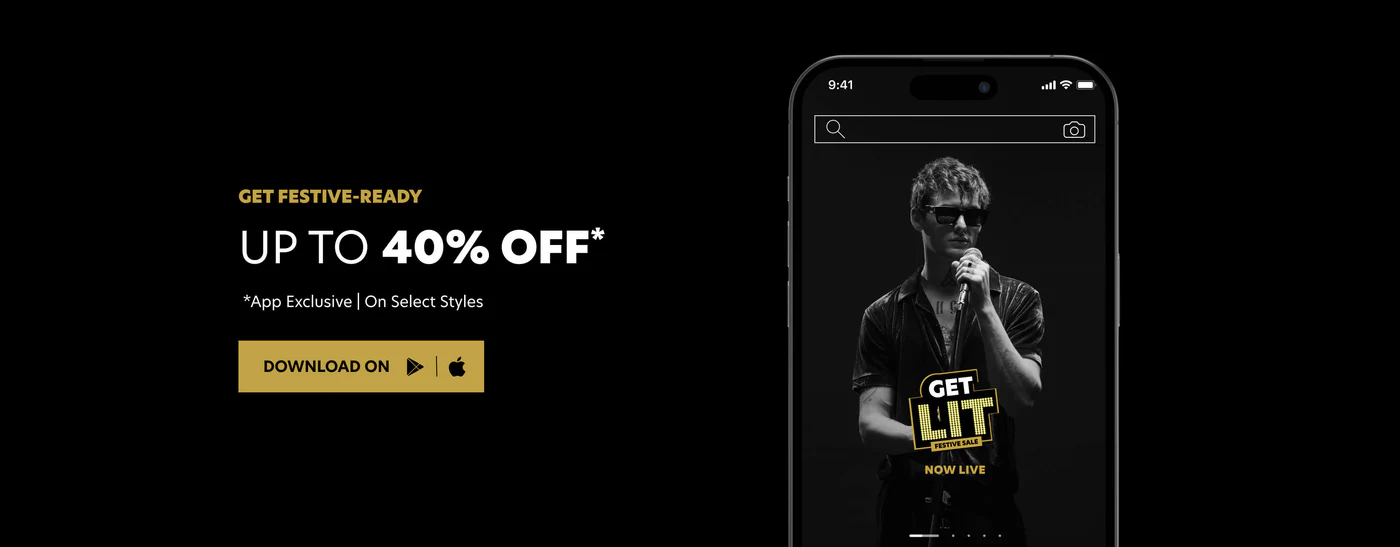 GET FESTIVE-READY
UP TO 40% OFF*
*App Exclusive | On Select Styles
DOWNLOAD ON
9:41
GET
LIT
FESTIVE SALE
NOW LIVE